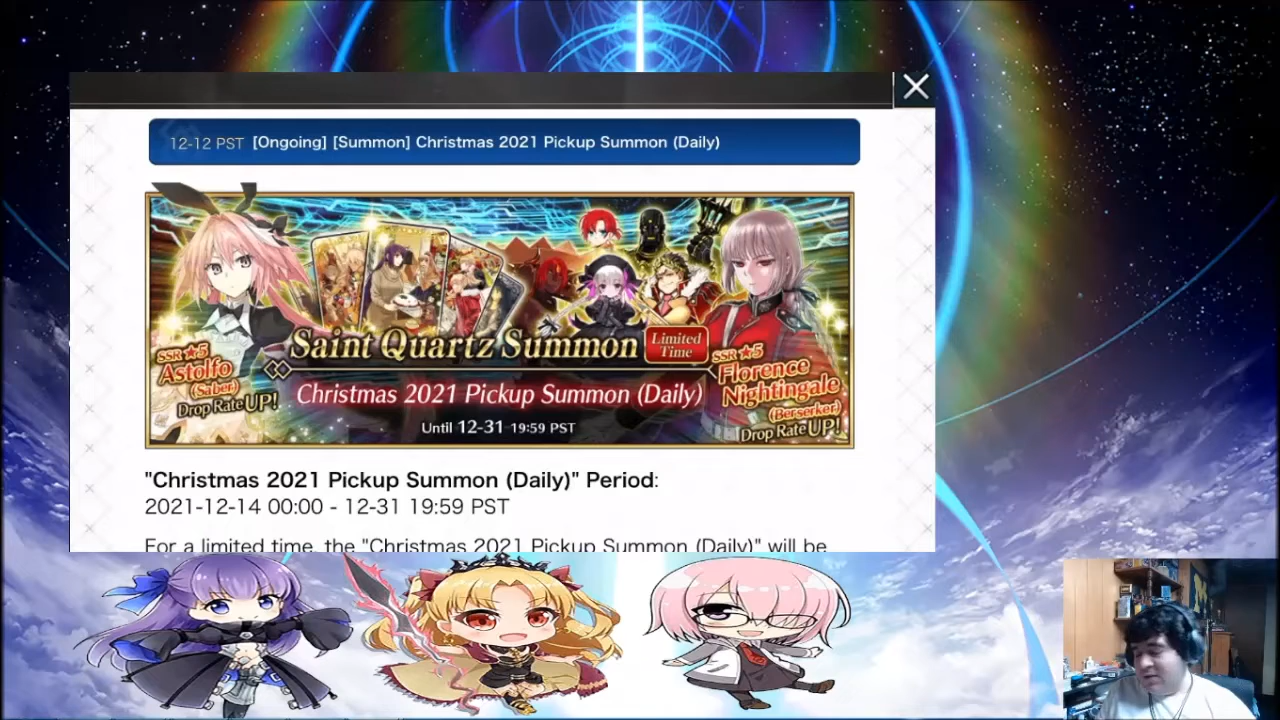 12-12 PST [Ongoing] [Summon] Christmas 2021 Pickup Summon (Daily)
Saint Quartz Summon
Limited
Time
SSR ★5
Astolfo
(Saber)
Drop Rate UP!
SSR ★5
Florence
Nightingale
(Berserker)
Drop Rate UP!
Christmas 2021 Pickup Summon (Daily)
Until 12-31 19:59 PST
"Christmas 2021 Pickup Summon (Daily)" Period:
2021-12-14 00:00 - 12-31 19:59 PST
For a limited time, the "Christmas 2021 Pickup Summon (Daily)" will be